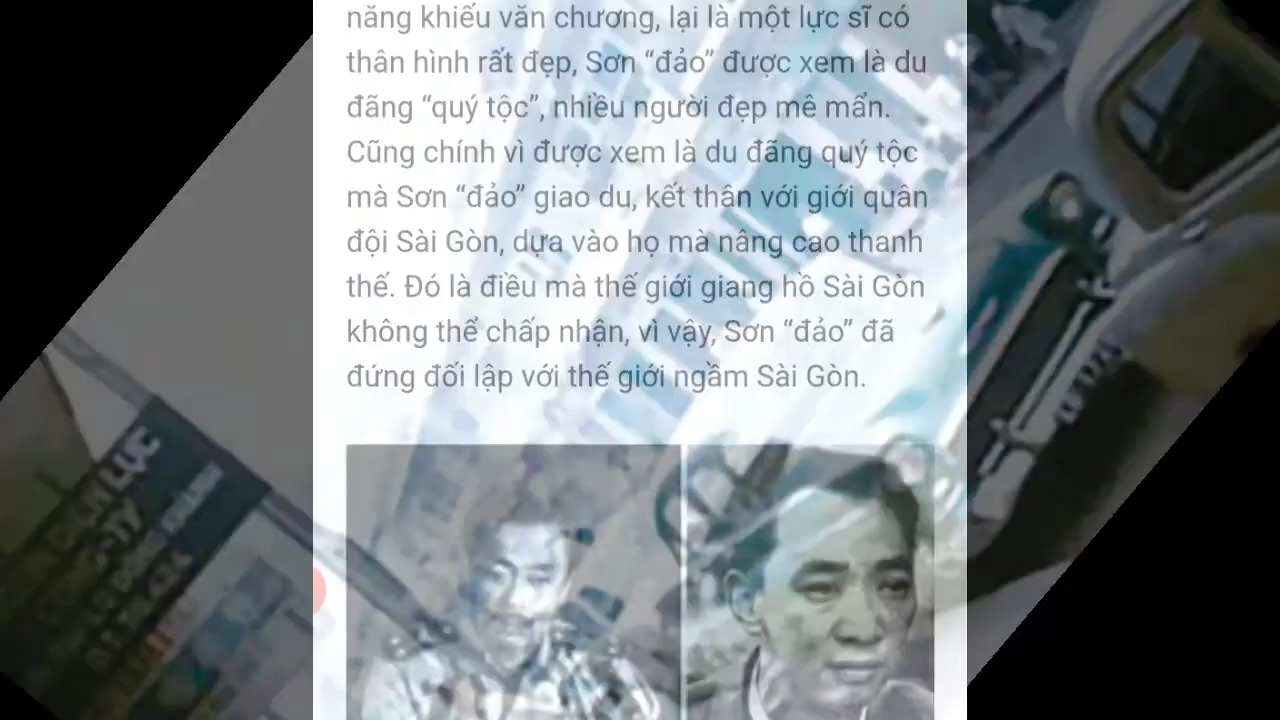 năng khiếu văn chương, lại là một lực sĩ có
thân hình rất đẹp, Sơn “đảo” được xem là du
đãng “quý tộc”, nhiều người đẹp mê mẩn.
Cũng chính vì được xem là du đãng quý tộc
mà Sơn “đảo” giao du, kết thân với giới quân
đội Sài Gòn, dựa vào họ mà nâng cao thanh
thế. Đó là điều mà thế giới giang hồ Sài Gòn
không thể chấp nhận, vì vậy, Sơn “đảo” đã
đứng đối lập với thế giới ngầm Sài Gòn.
LỰC